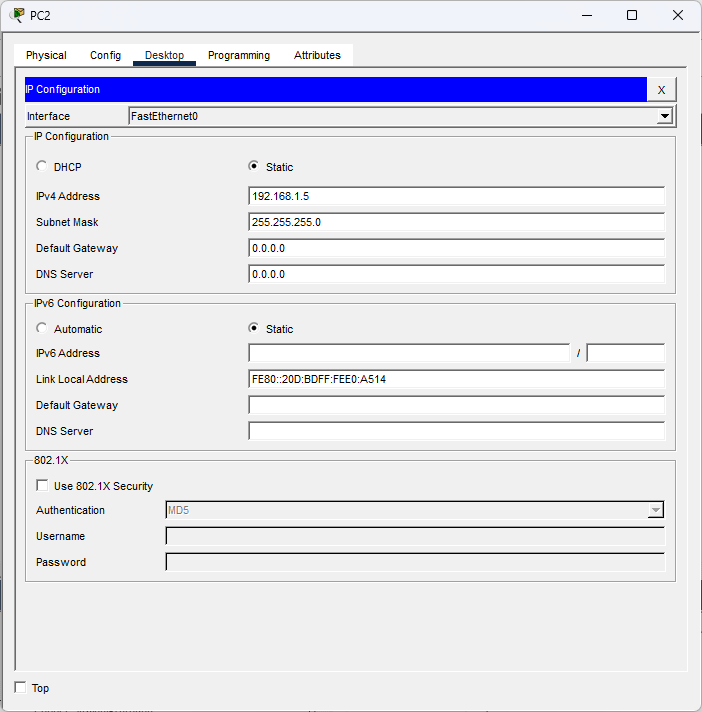 PC2
Physical Config Desktop Programming Attributes
IP Configuration X
Interface FastEthernet0
IP Configuration
DHCP Static
IPv4 Address 192.168.1.5
Subnet Mask 255.255.255.0
Default Gateway 0.0.0.0
DNS Server 0.0.0.0
IPv6 Configuration
Automatic Static
IPv6 Address /
Link Local Address FE80::20D:BDFF:FEE0:A514
Default Gateway
DNS Server
802.1X
Use 802.1X Security
Authentication MD5
Username
Password
Top